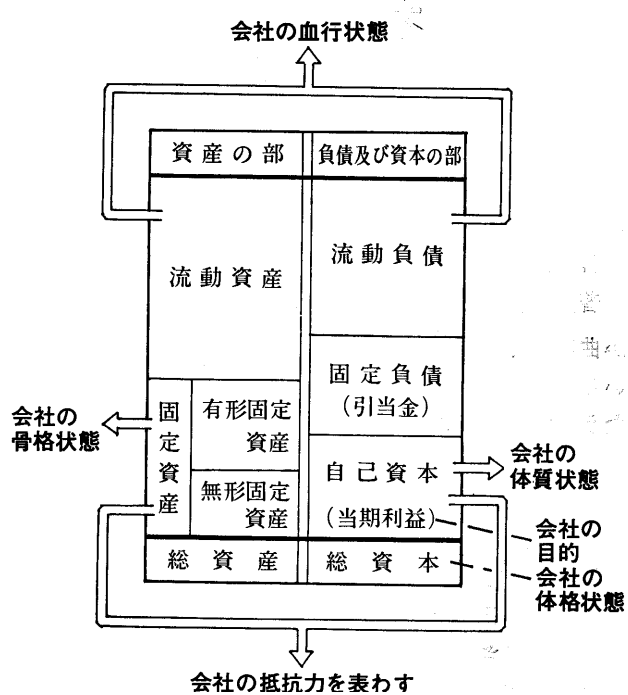 会社の血行状態
資産の部
負債及び資本の部
流動資産
流動負債
固定負債
(引当金)
会社の
骨格状態
固定資産
有形固定
資産
無形固定
資産
自己資本
(当期利益)
会社の
体質状態
会社の
目的
総資産
総資本
会社の
体格状態
会社の抵抗力を表わす